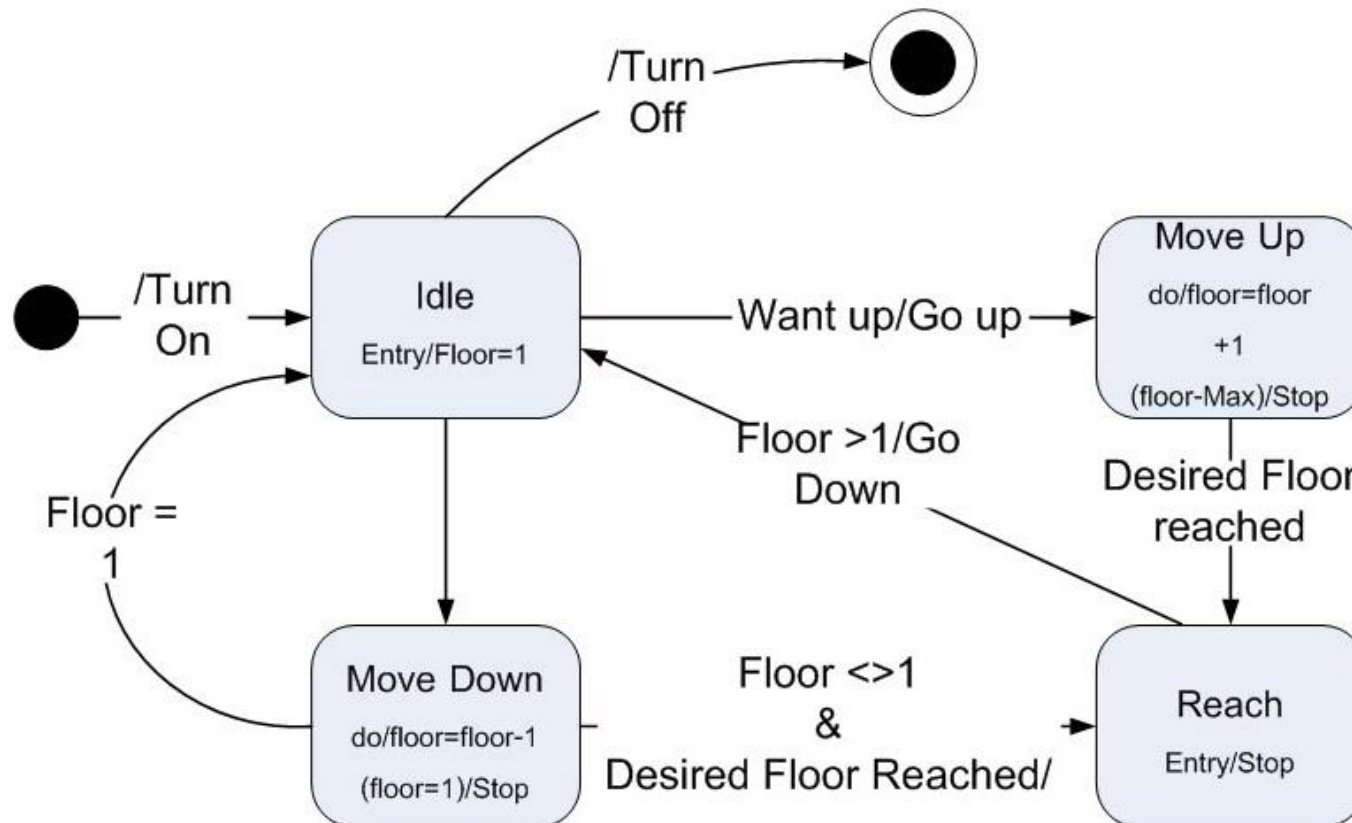 /Turn
Off
/Turn
On
Idle
Entry/Floor=1
Want up/Go up
Move Up
do/floor=floor
+1
(floor-Max)/Stop
Floor >1/Go
Down
Desired Floor
reached
Floor =
1
Move Down
do/floor=floor-1
(floor=1)/Stop
Floor <>1
&
Desired Floor Reached/
Reach
Entry/Stop